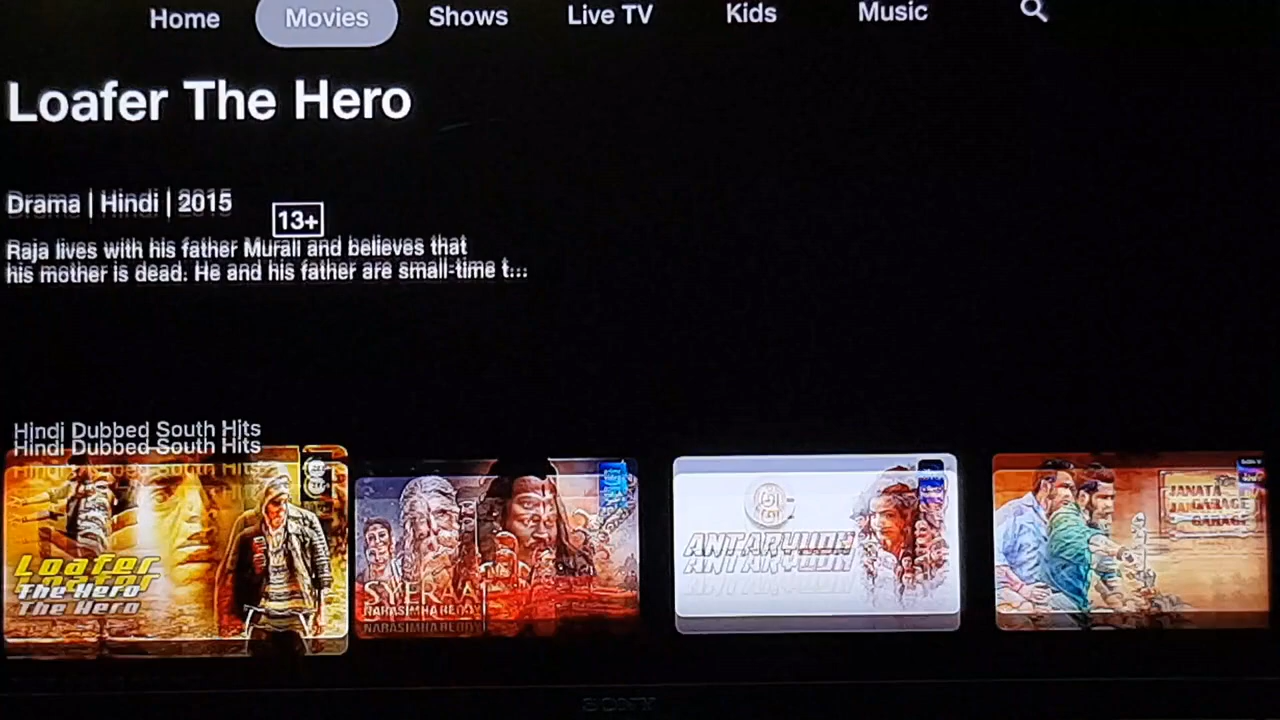 Home Movies Shows Live TV Kids Music
Loafer The Hero
Drama | Hindi | 2015 13+
Raja lives with his father Murali and believes that
his mother is dead. He and his father are small-time t...
Hindi Dubbed South Hits
Loafer
The Hero
SYERAA
NARASIMHA REDDY
ANTARYUDH
JANATA
GARAGE
SONY